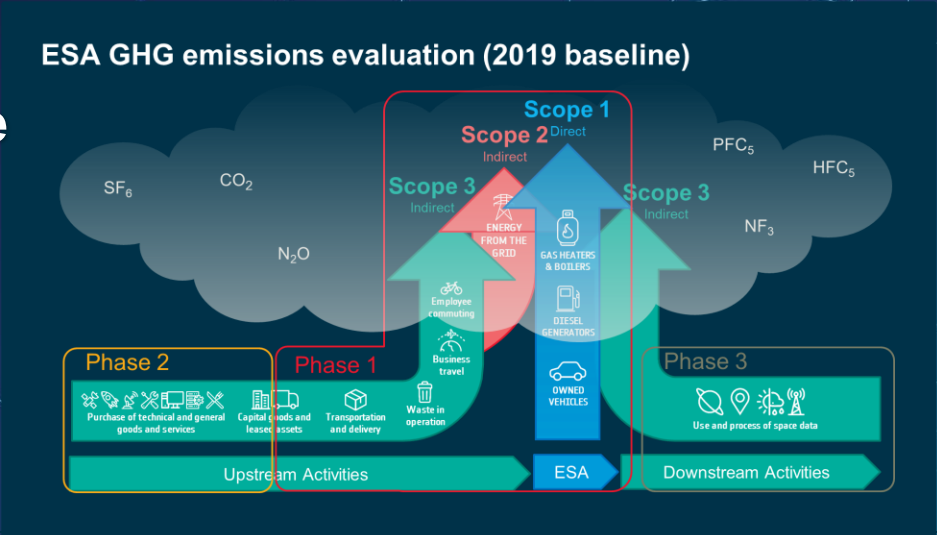 ESA GHG emissions evaluation (2019 baseline)
e
Scope 1
Direct
Scope 2
Indirect
Scope 3
Indirect
Scope 3
Indirect
SF6
CO2
N2O
PFC5
HFC5
NF3
ENERGY
FROM THE
GRID
GAS HEATERS
& BOILERS
DIESEL
GENERATORS
OWNED
VEHICLES
Employee
commuting
Business
travel
Phase 2
Phase 1
Phase 3
Purchase of technical and general
goods and services
Capital goods and
leased assets
Transportation
and delivery
Waste in
operation
Use and process of space data
Upstream Activities
ESA
Downstream Activities